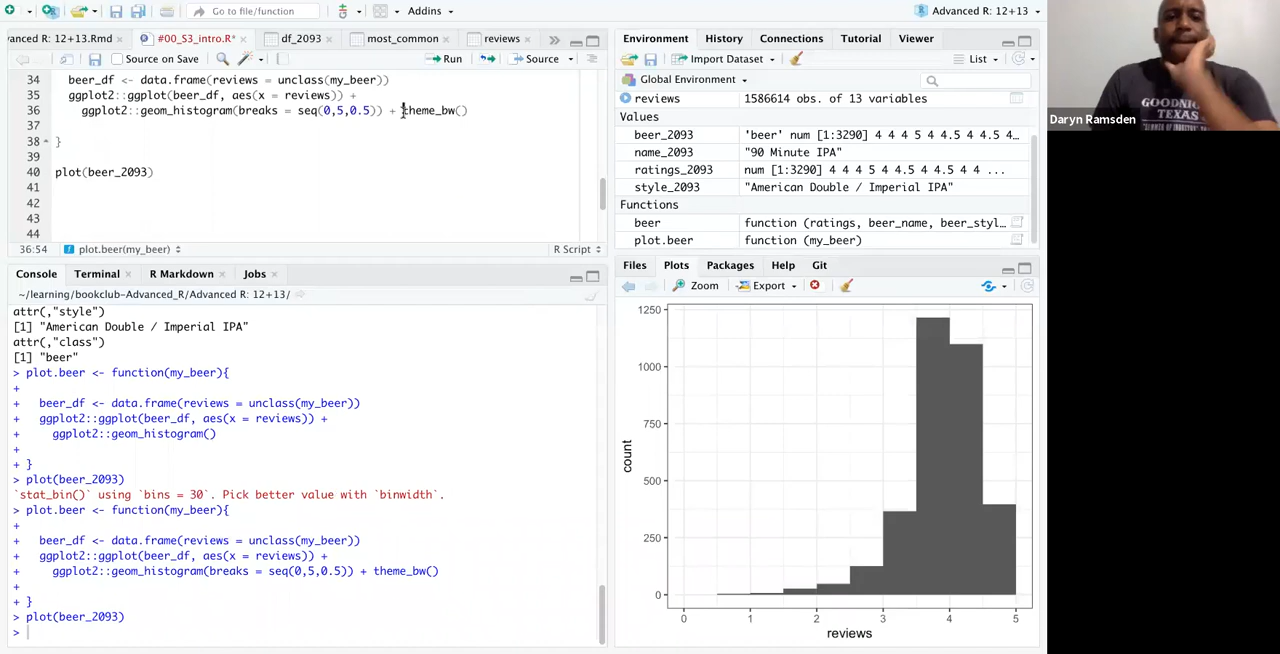 Go to file/function
Addins
Advanced R: 12+13
anced R: 12+13.Rmd
#00_S3_intro.R*
df_2093
most_common
reviews
Source on Save
Run
Source
34 beer_df <- data.frame(reviews = unclass(my_beer))
35 ggplot2::ggplot(beer_df, aes(x = reviews)) +
36 ggplot2::geom_histogram(breaks = seq(0,5,0.5)) + theme_bw()
37
38 }
39
40 plot(beer_2093)
41
42
43
44
36:54 plot.beer(my_beer) R Script
Console Terminal R Markdown Jobs
~/learning/bookclub-Advanced_R/Advanced R: 12+13/
attr(,"style")
[1] "American Double / Imperial IPA"
attr(,"class")
[1] "beer"
> plot.beer <- function(my_beer){
+
+ beer_df <- data.frame(reviews = unclass(my_beer))
+ ggplot2::ggplot(beer_df, aes(x = reviews)) +
+ ggplot2::geom_histogram()
+
+ }
> plot(beer_2093)
`stat_bin()` using `bins = 30`. Pick better value with `binwidth`.
> plot.beer <- function(my_beer){
+
+ beer_df <- data.frame(reviews = unclass(my_beer))
+ ggplot2::ggplot(beer_df, aes(x = reviews)) +
+ ggplot2::geom_histogram(breaks = seq(0,5,0.5)) + theme_bw()
+
+ }
> plot(beer_2093)
>
Environment History Connections Tutorial Viewer
Import Dataset
List
Global Environment
reviews 1586614 obs. of 13 variables
Values
beer_2093 'beer' num [1:3290] 4 4 4 5 4 4.5 4 4.5 4…
name_2093 "90 Minute IPA"
ratings_2093 num [1:3290] 4 4 4 5 4 4.5 4 4.5 4 4 ...
style_2093 "American Double / Imperial IPA"
Functions
beer function (ratings, beer_name, beer_styl…
plot.beer function (my_beer)
Files Plots Packages Help Git
Zoom Export
1250
1000
750
500
250
0
count
0 1 2 3 4 5
reviews
GOODNIGHT
TEXAS
Daryn Ramsden